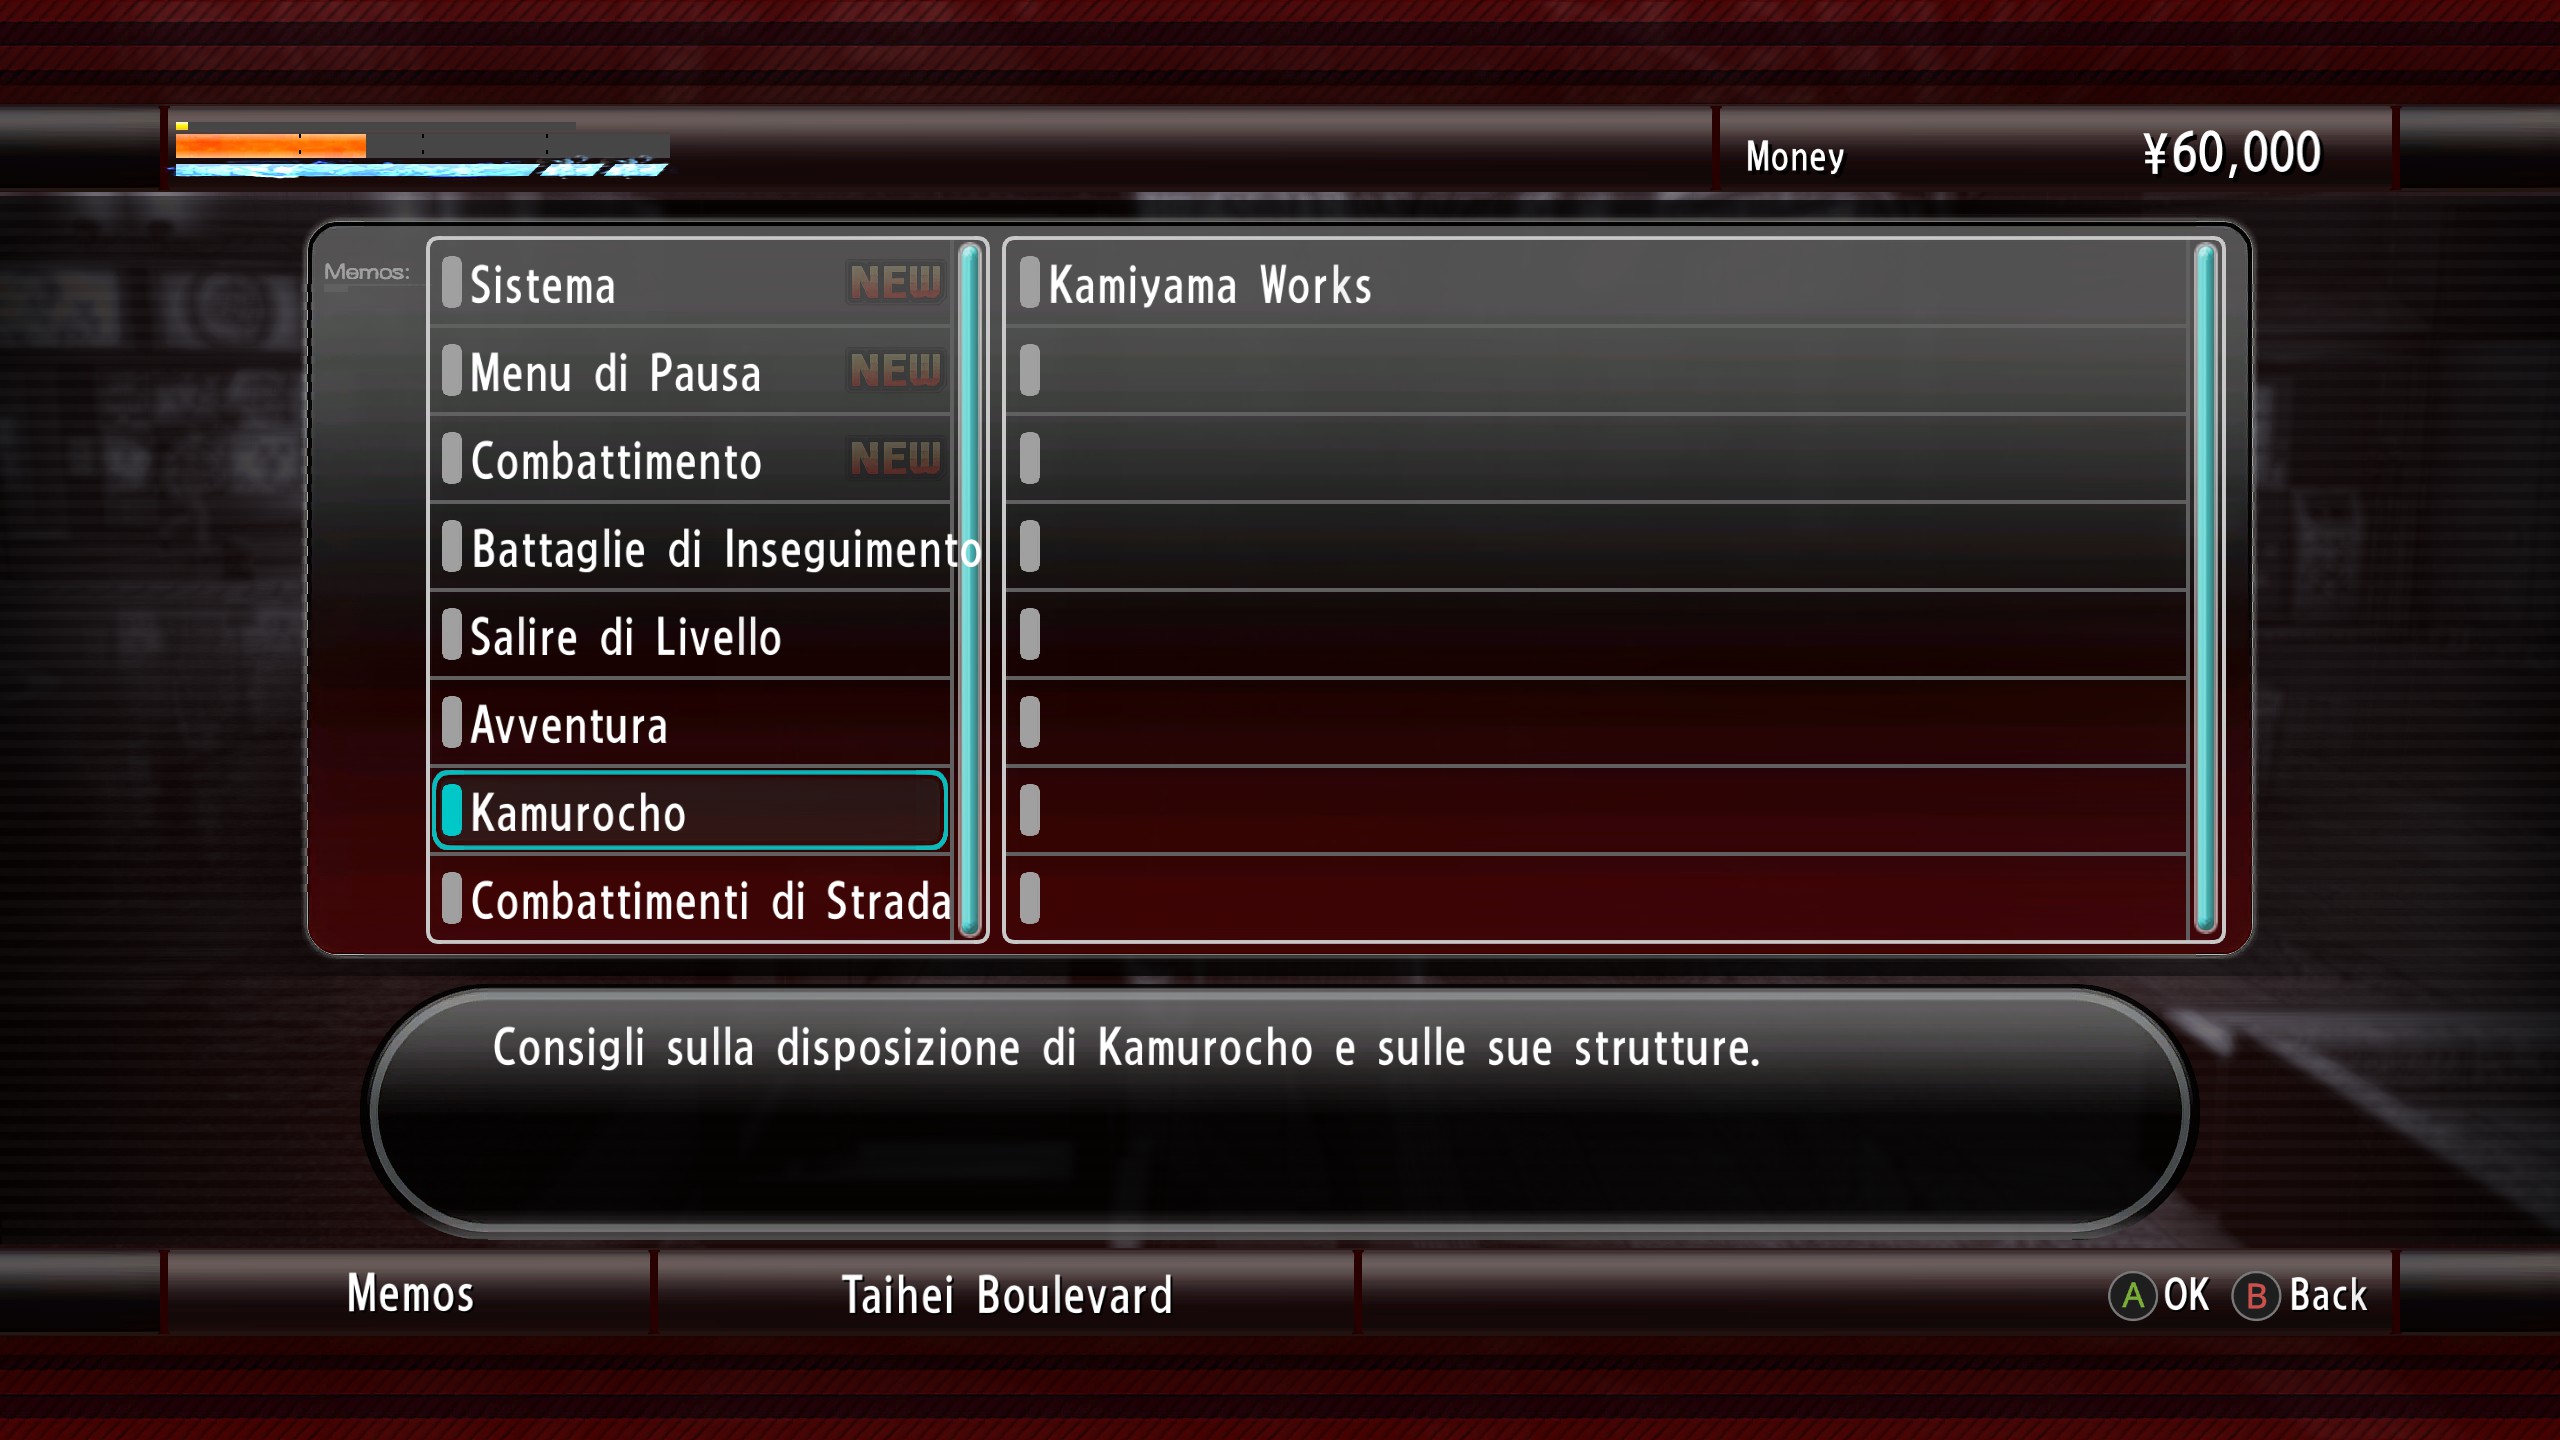 Money ¥60,000
Memos:
Sistema NEW
Menu di Pausa NEW
Combattimento NEW
Battaglie di Inseguimento
Salire di Livello
Avventura
Kamurocho
Combattimenti di Strada
Kamiyama Works
Consigli sulla disposizione di Kamurocho e sulle sue strutture.
Memos Taihei Boulevard A OK B Back